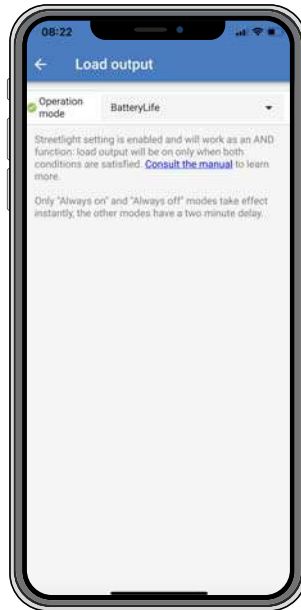 08:22
Load output
Operation
mode
BatteryLife
Streetlight setting is enabled and will work as an AND
function: load output will be on only when both
conditions are satisfied. Consult the manual to learn
more.
Only "Always on" and "Always off" modes take effect
instantly, the other modes have a two minute delay.